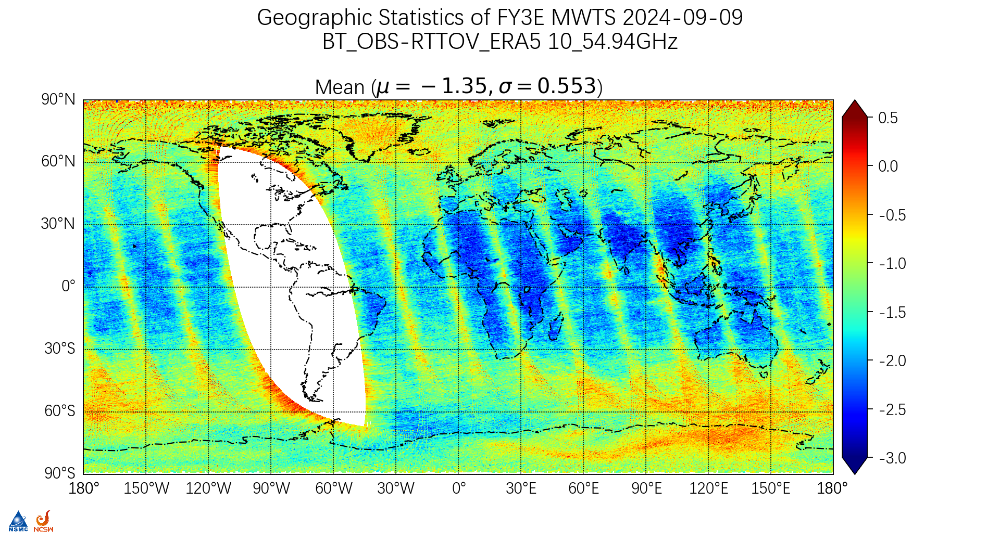 Geographic Statistics of FY3E MWTS 2024-09-09
BT_OBS-RTTOV_ERA5 10_54.94GHz
Mean (μ = −1.35, σ = 0.553)
90°N
60°N
30°N
0°
30°S
60°S
90°S
180° 150°W 120°W 90°W 60°W 30°W 0° 30°E 60°E 90°E 120°E 150°E 180°
0.5
0.0
-0.5
-1.0
-1.5
-2.0
-2.5
-3.0
NSMC NCSW